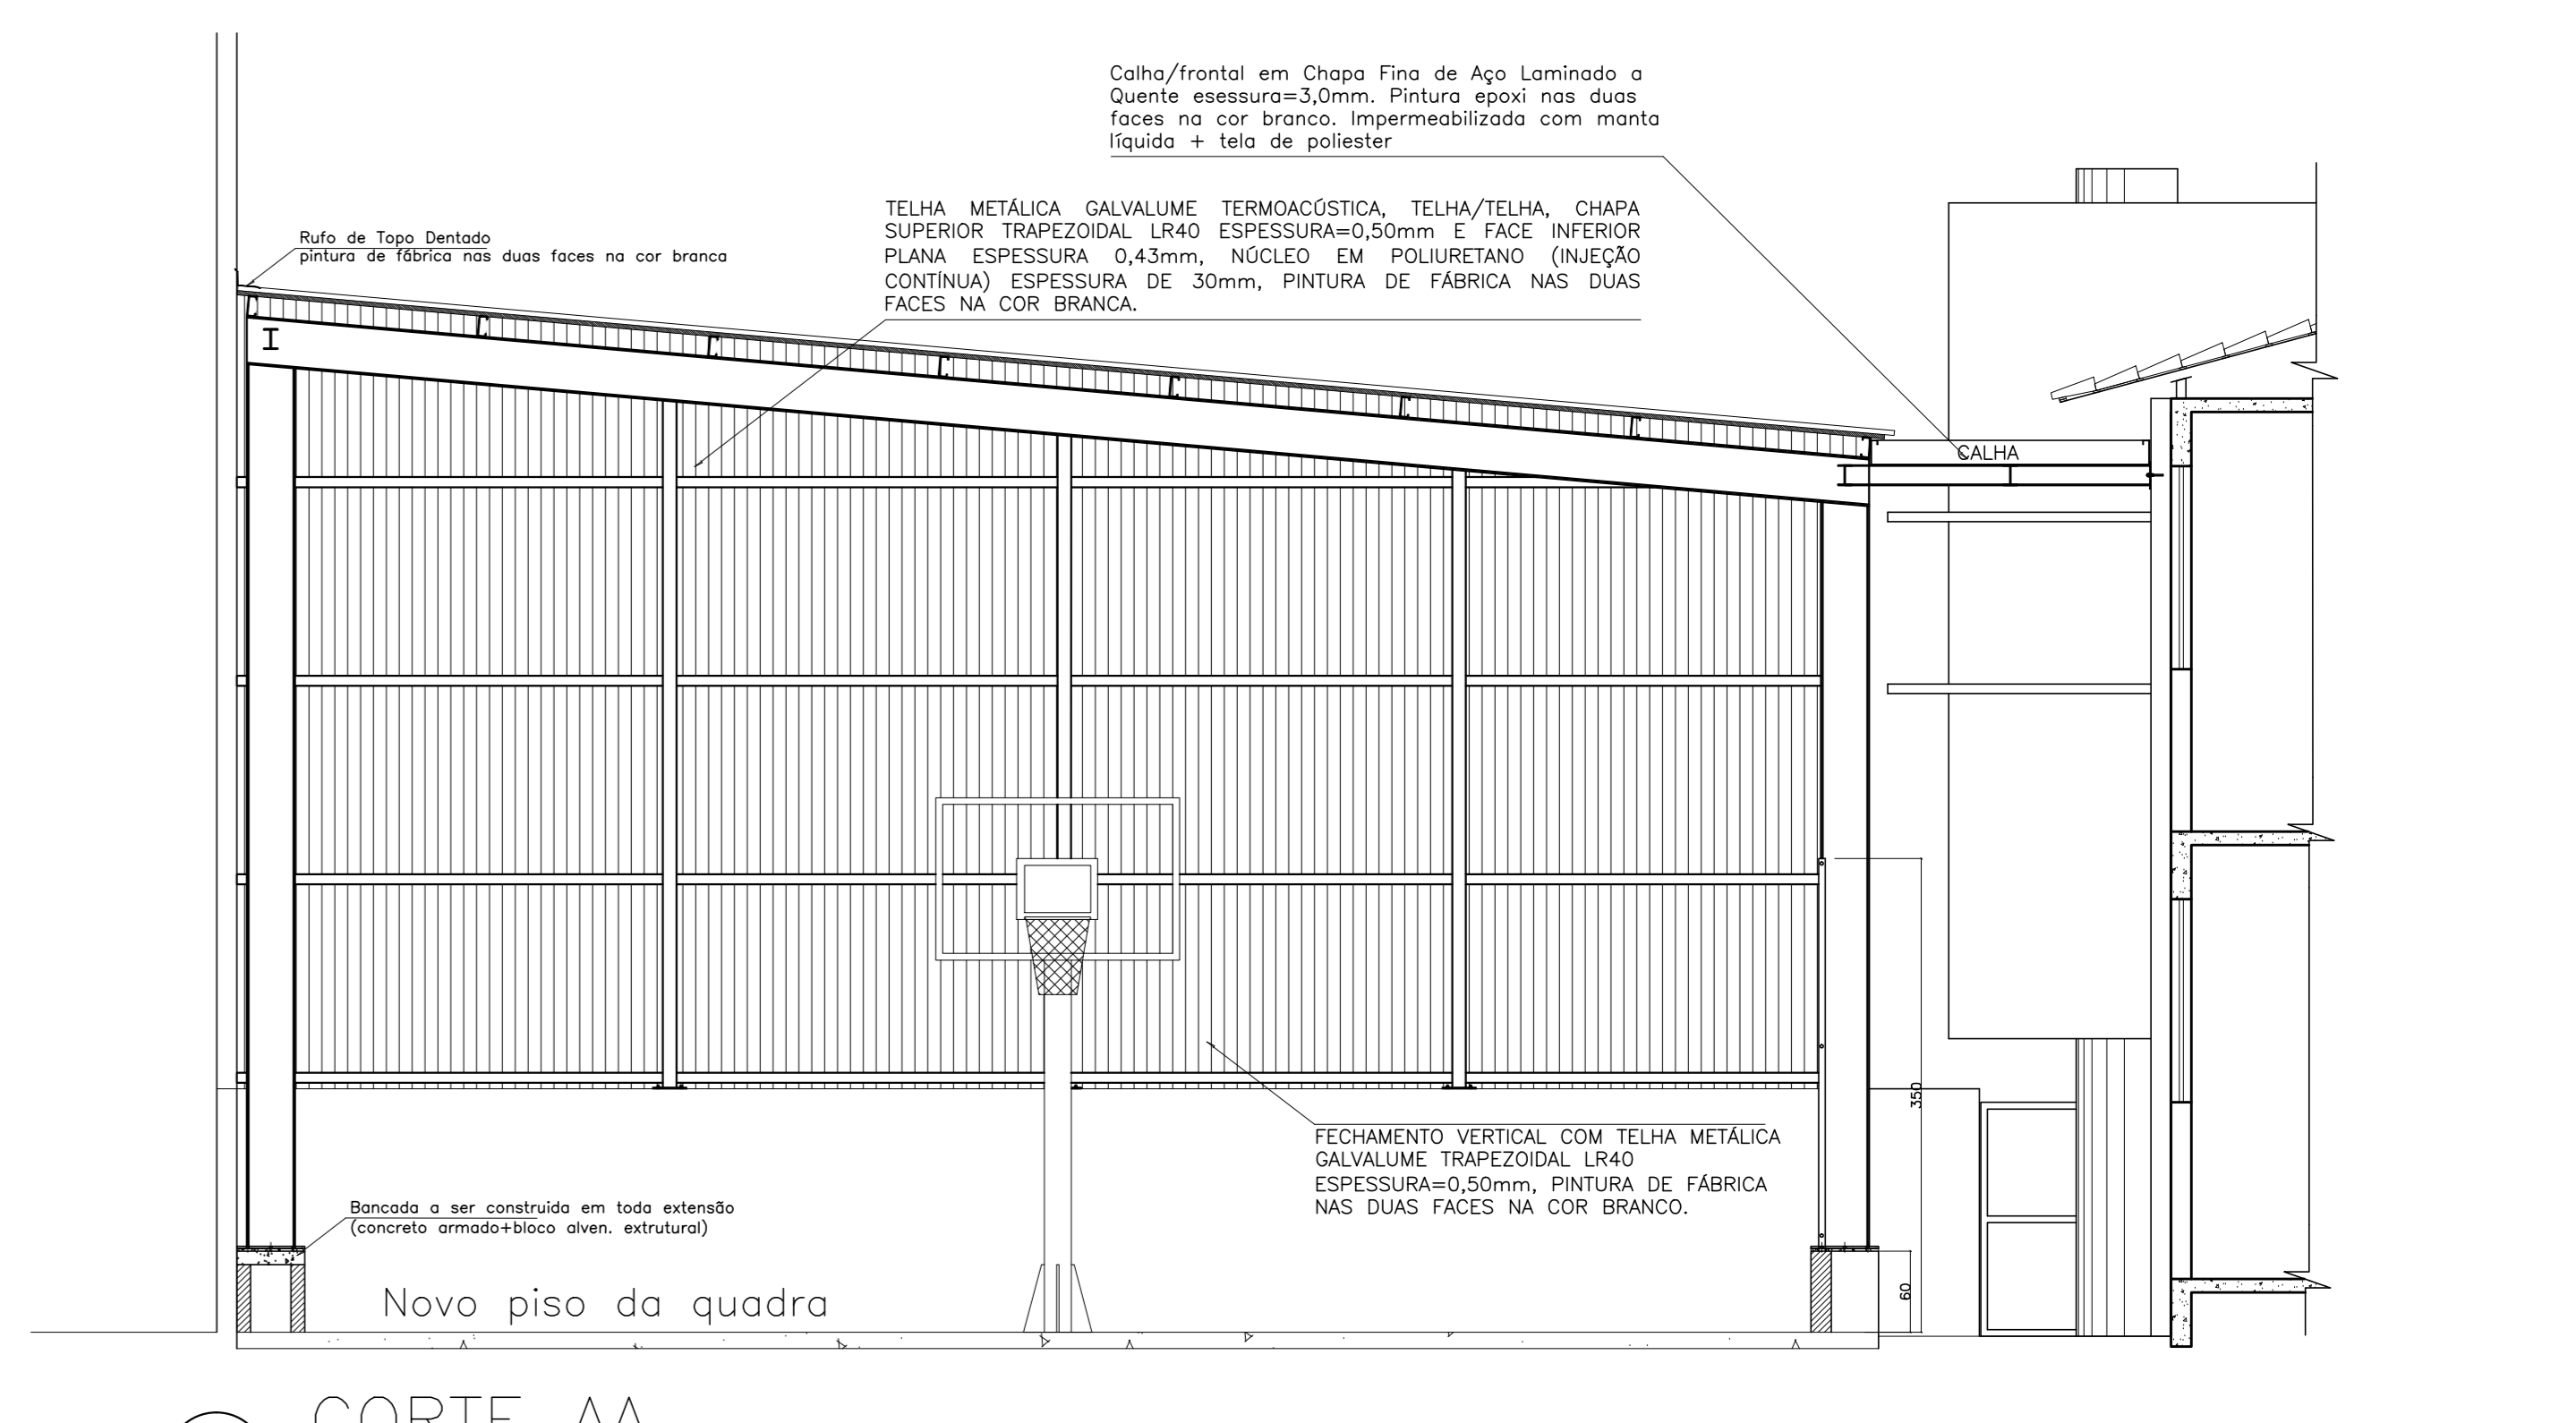 Calha/frontal em Chapa Fina de Aço Laminado a
Quente esessura=3,0mm. Pintura epoxi nas duas
faces na cor branco. Impermeabilizada com manta
líquida + tela de poliester
TELHA METÁLICA GALVALUME TERMOACÚSTICA, TELHA/TELHA, CHAPA
SUPERIOR TRAPEZOIDAL LR40 ESPESSURA=0,50mm E FACE INFERIOR
PLANA ESPESSURA 0,43mm, NÚCLEO EM POLIURETANO (INJEÇÃO
CONTÍNUA) ESPESSURA DE 30mm, PINTURA DE FÁBRICA NAS DUAS
FACES NA COR BRANCA.
Rufo de Topo Dentado
pintura de fábrica nas duas faces na cor branca
CALHA
350
FECHAMENTO VERTICAL COM TELHA METÁLICA
GALVALUME TRAPEZOIDAL LR40
ESPESSURA=0,50mm, PINTURA DE FÁBRICA
NAS DUAS FACES NA COR BRANCO.
Bancada a ser construida em toda extensão
(concreto armado+bloco alven. extrutural)
60
Novo piso da quadra
CORTE AA